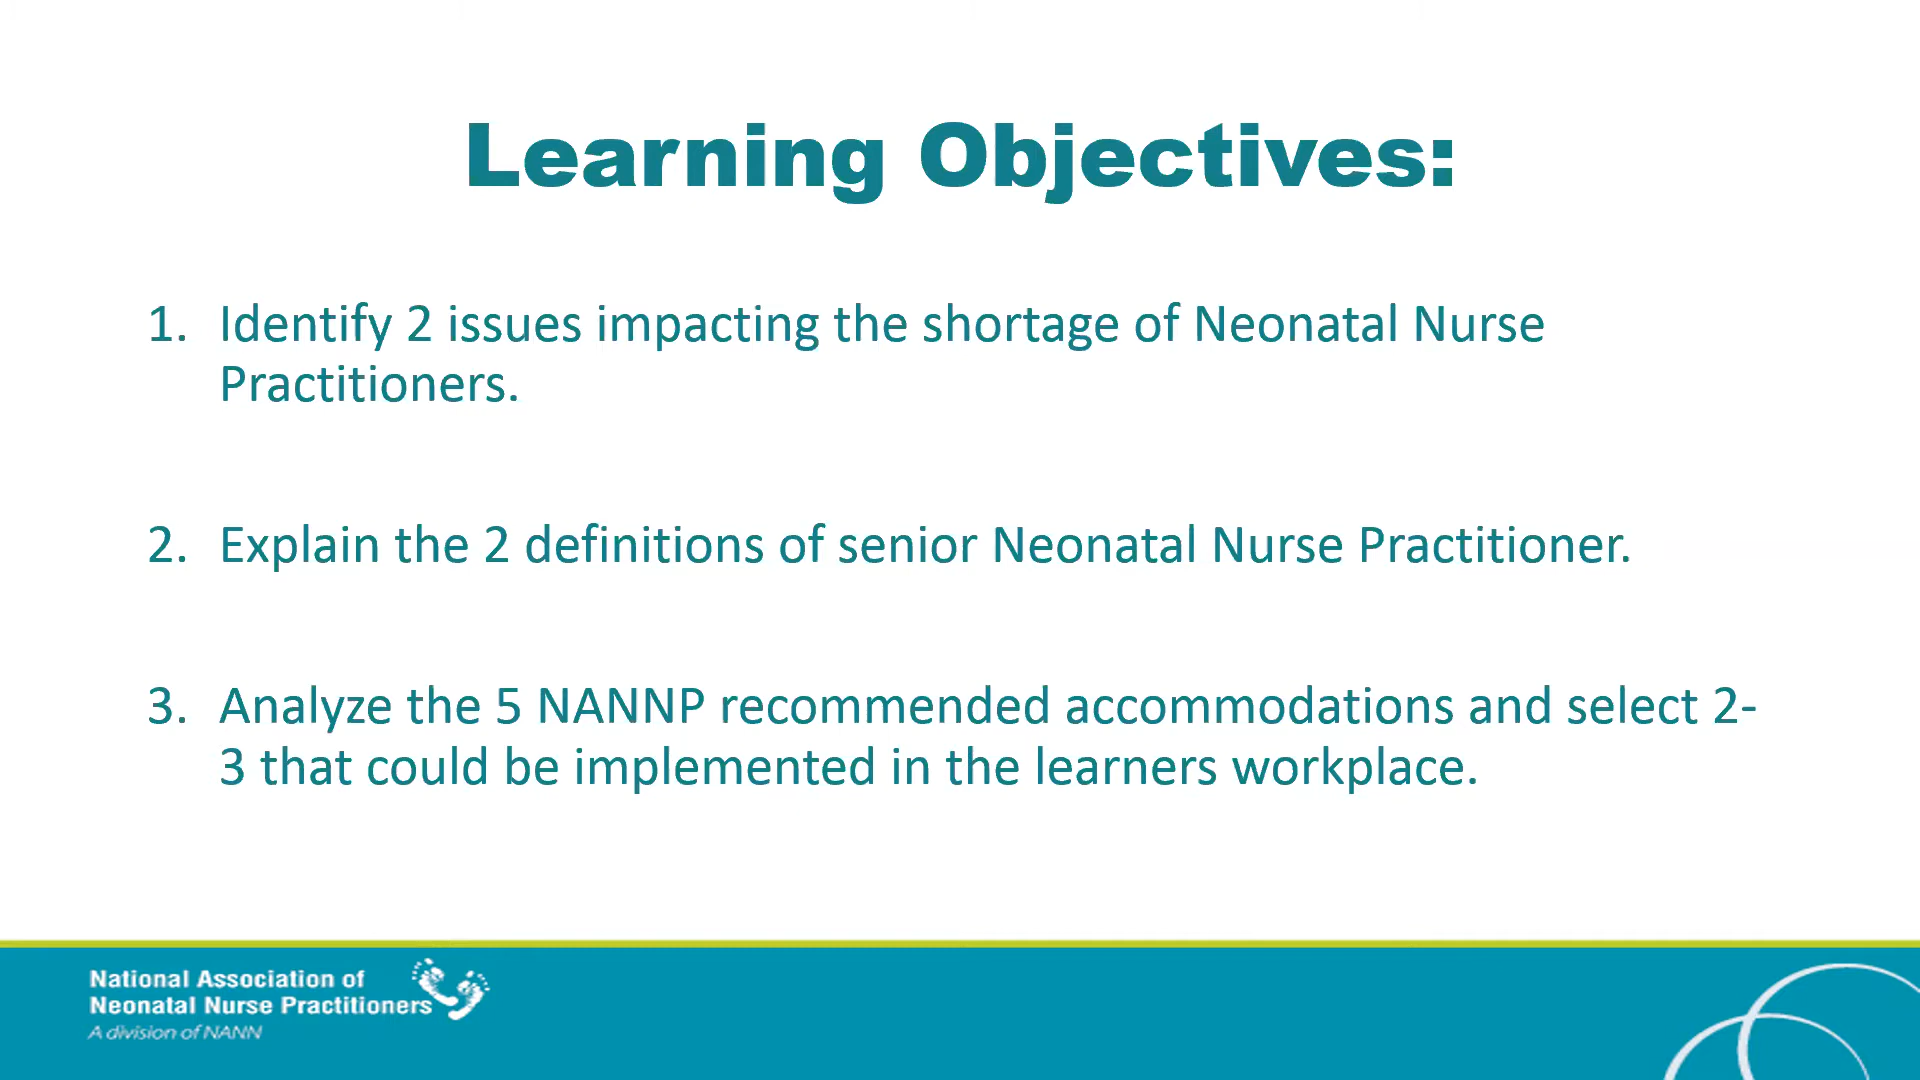 Learning Objectives:
1. Identify 2 issues impacting the shortage of Neonatal Nurse
Practitioners.
2. Explain the 2 definitions of senior Neonatal Nurse Practitioner.
3. Analyze the 5 NANNP recommended accommodations and select 2-
3 that could be implemented in the learners workplace.
National Association of
Neonatal Nurse Practitioners
A division of NANN